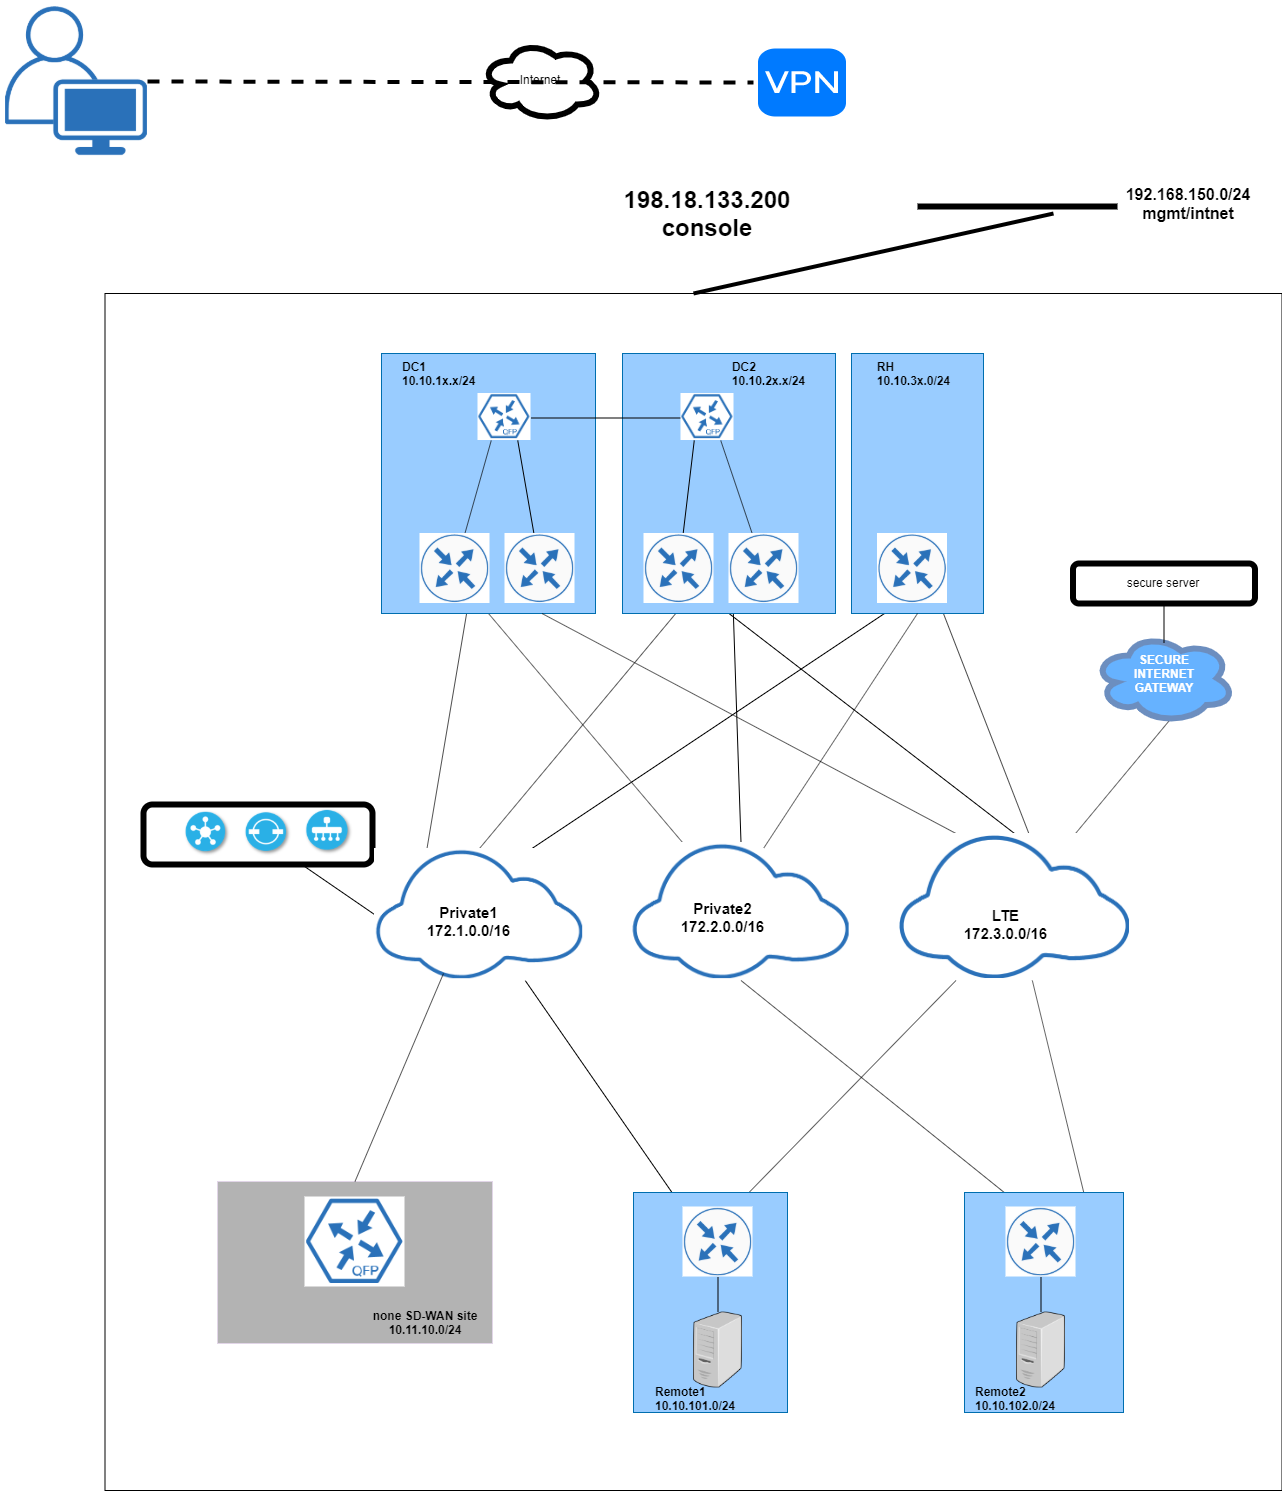 Internet
VPN
198.18.133.200
console
192.168.150.0/24
mgmt/intnet
DC1
10.10.1x.x/24
QFP
DC2
10.10.2x.x/24
QFP
RH
10.10.3x.0/24
secure server
SECURE
INTERNET
GATEWAY
Private1
172.1.0.0/16
Private2
172.2.0.0/16
LTE
172.3.0.0/16
QFP
none SD-WAN site
10.11.10.0/24
Remote1
10.10.101.0/24
Remote2
10.10.102.0/24